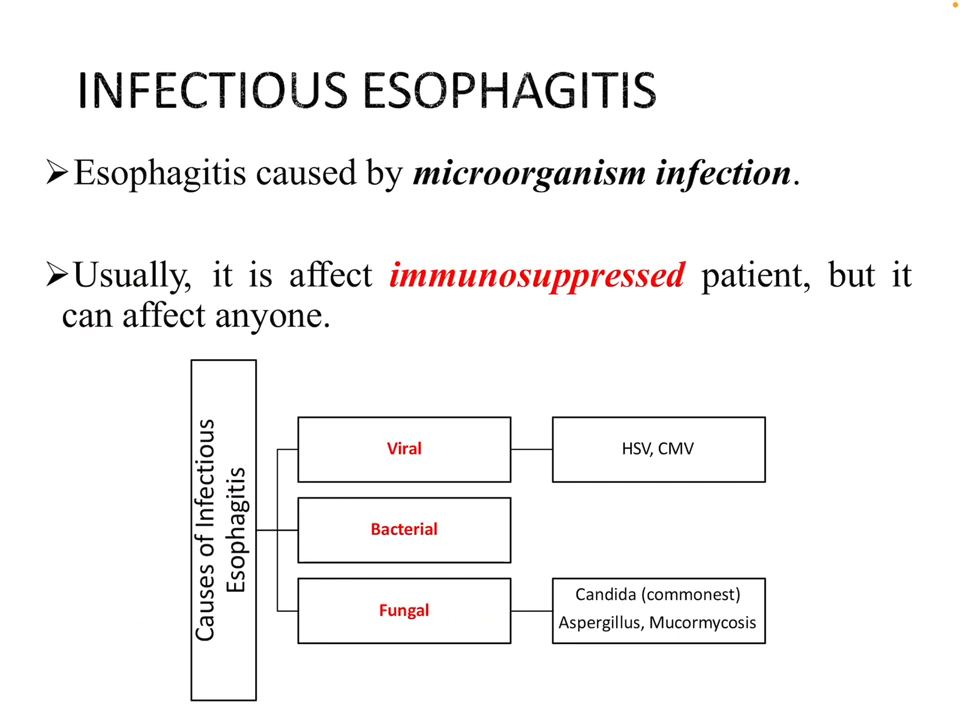 INFECTIOUS ESOPHAGITIS
➢Esophagitis caused by microorganism infection.
➢Usually, it is affect immunosuppressed patient, but it
can affect anyone.
Causes of Infectious
Esophagitis
Viral
HSV, CMV
Bacterial
Fungal
Candida (commonest)
Aspergillus, Mucormycosis